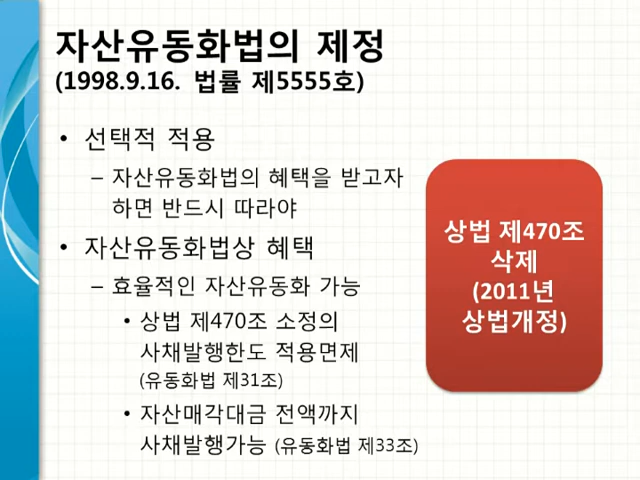 자산유동화법의 제정
(1998.9.16. 법률 제5555호)
• 선택적 적용
– 자산유동화법의 혜택을 받고자
하면 반드시 따라야
• 자산유동화법상 혜택
– 효율적인 자산유동화 가능
• 상법 제470조 소정의
사채발행한도 적용면제
(유동화법 제31조)
• 자산매각대금 전액까지
사채발행가능 (유동화법 제33조)
상법 제470조
삭제
(2011년
상법개정)